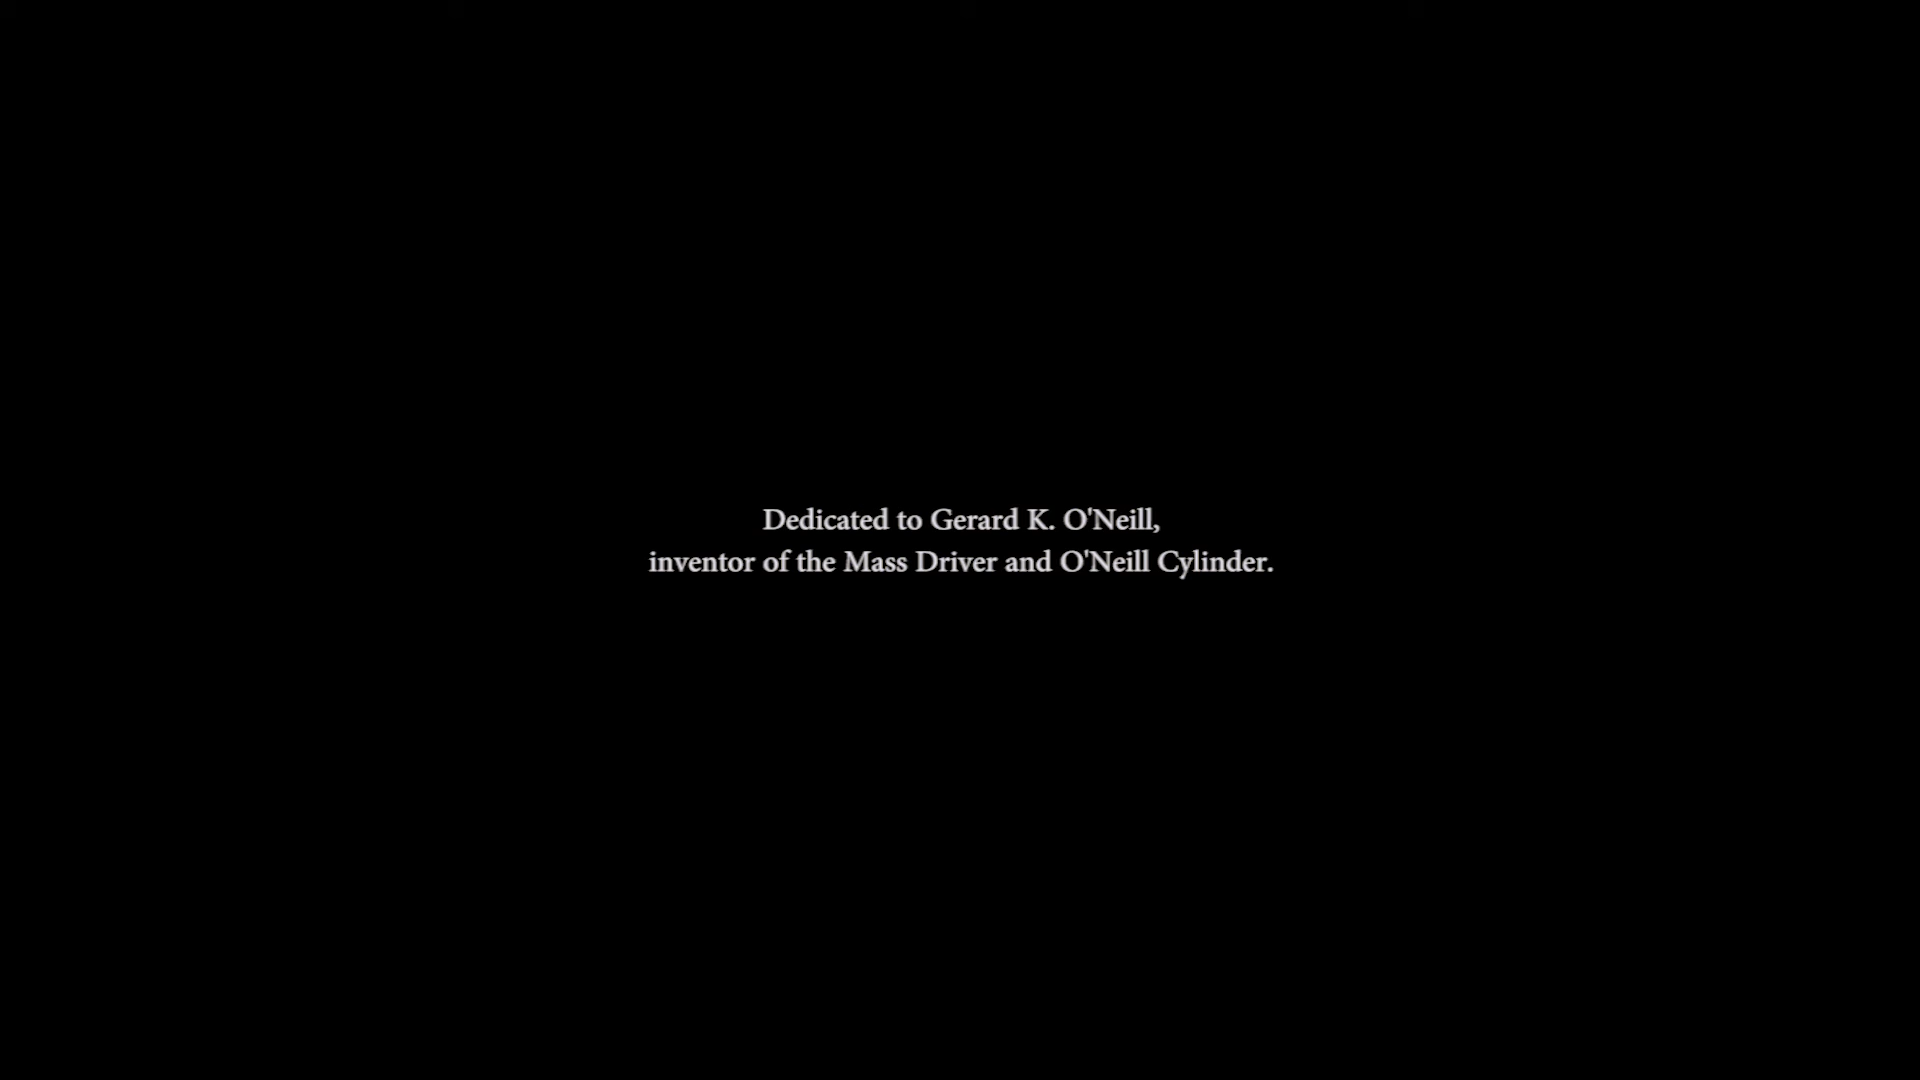 Dedicated to Gerard K. O'Neill,
inventor of the Mass Driver and O'Neill Cylinder.